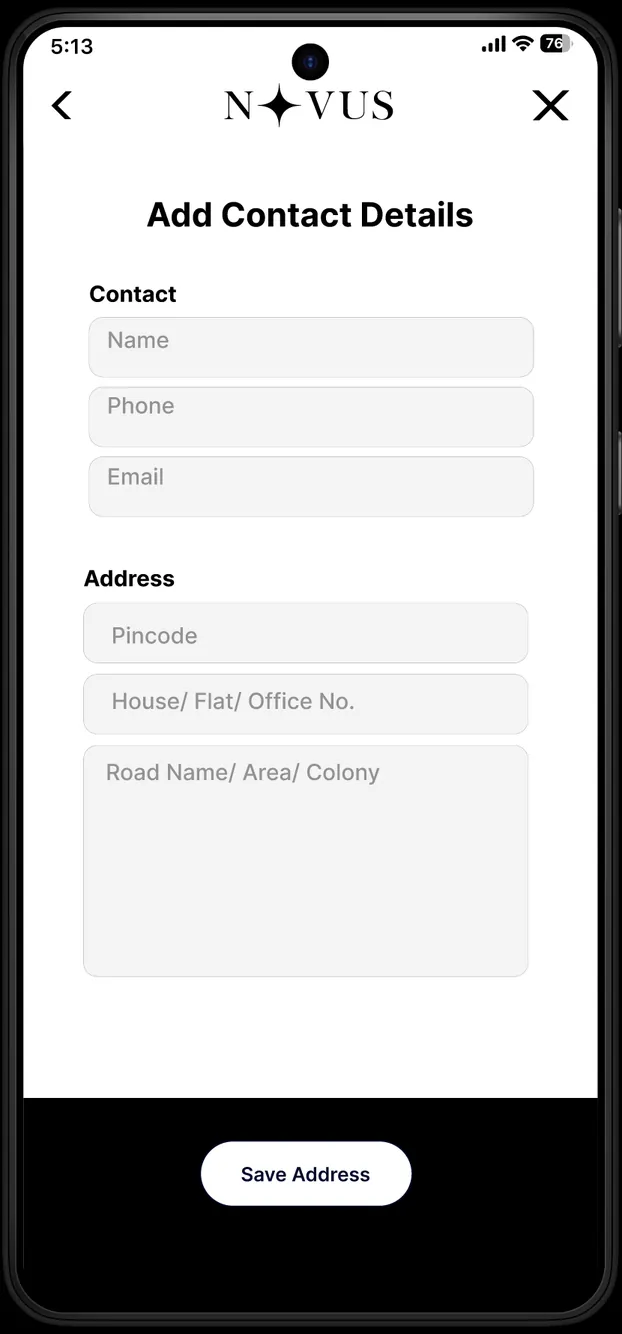 5:13
76
N✦VUS
Add Contact Details
Contact
Name
Phone
Email
Address
Pincode
House/ Flat/ Office No.
Road Name/ Area/ Colony
Save Address